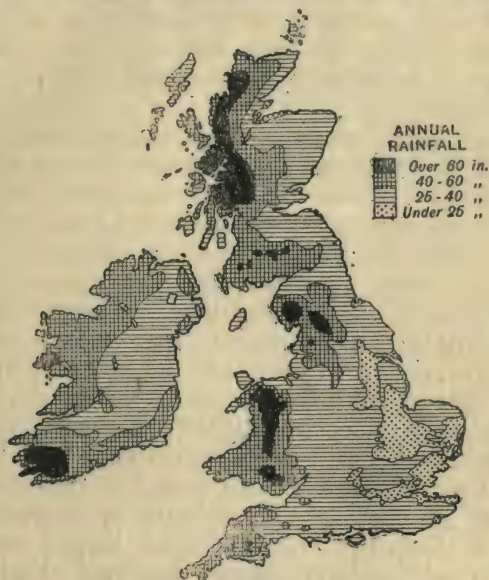 ANNUAL
RAINFALL
Over 60 in.
40-60 „
25-40 „
Under 25 „